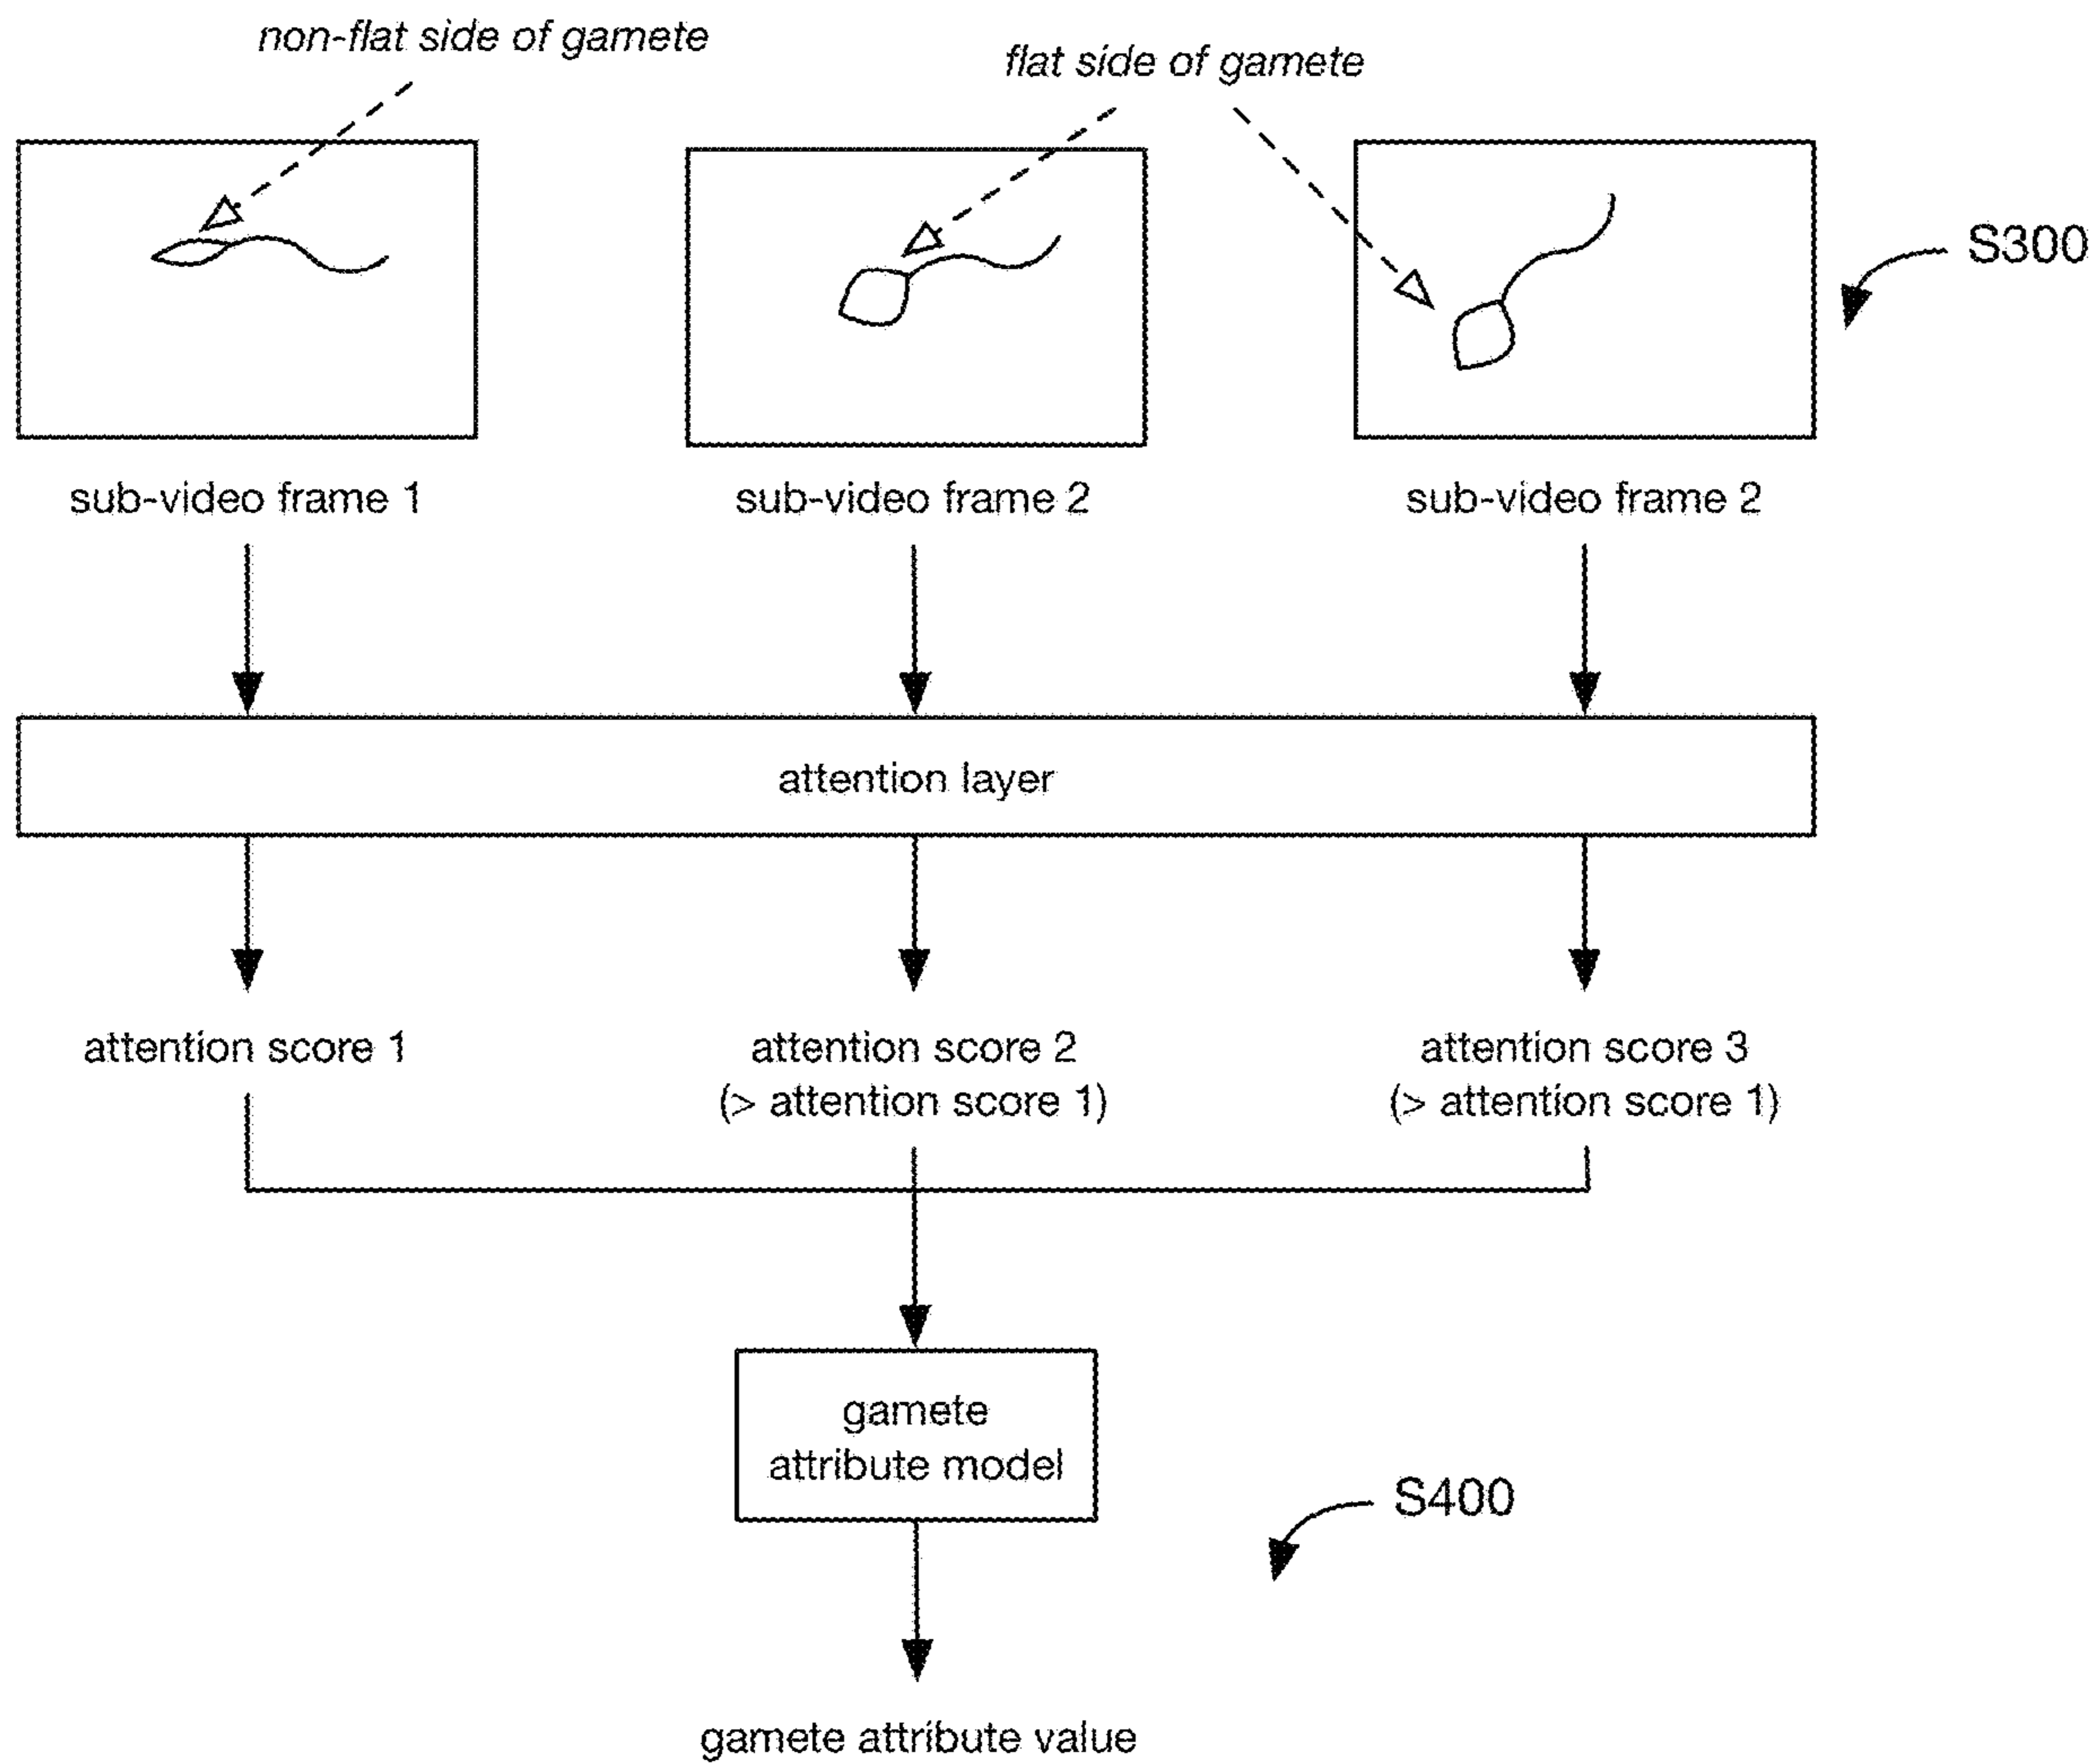 non-flat side of gamete
flat side of gamete
S300
sub-video frame 1
sub-video frame 2
sub-video frame 2
attention layer
attention score 1
attention score 2
(> attention score 1)
attention score 3
(> attention score 1)
gamete
attribute model
S400
gamete attribute value